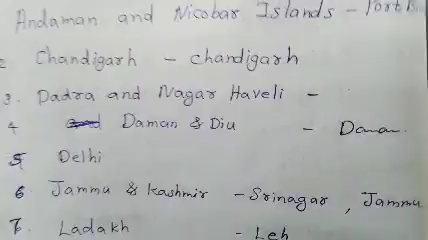 Andaman and Nicobar Islands - Port B
2 Chandigarh - chandigarh
3. Dadra and Nagar Haveli -
4 Daman & Diu - Daman
5 Delhi
6. Jammu & kashmir - Srinagar, Jammu
7. Ladakh - Leh